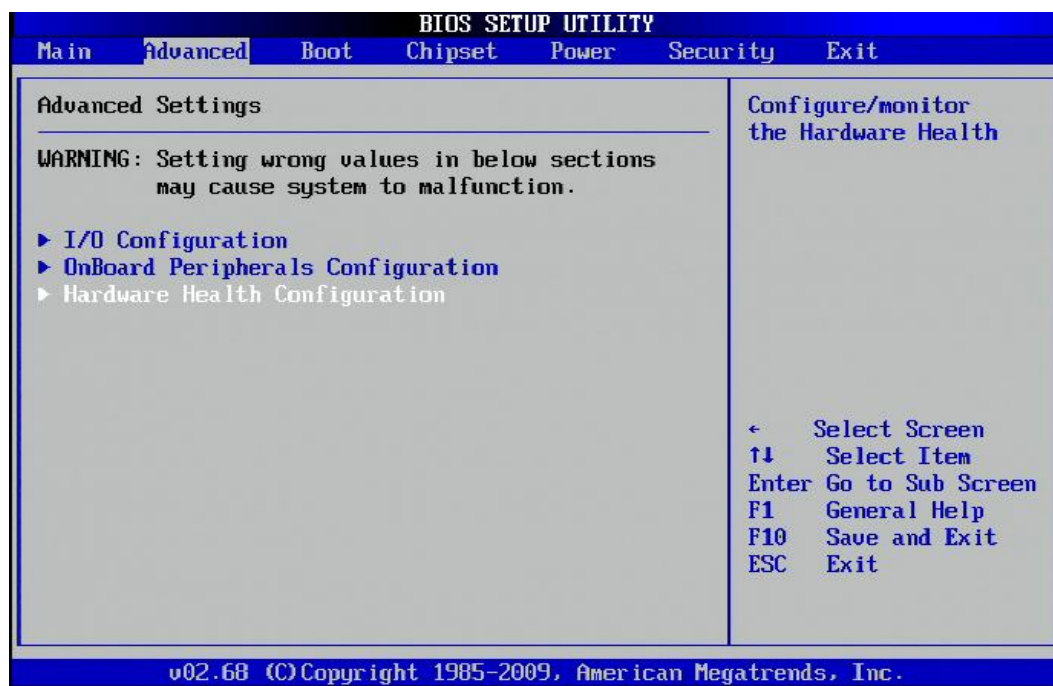 BIOS SETUP UTILITY
Main Advanced Boot Chipset Power Security Exit
Advanced Settings
WARNING: Setting wrong values in below sections
may cause system to malfunction.
▶ I/O Configuration
▶ OnBoard Peripherals Configuration
▶ Hardware Health Configuration
Configure/monitor
the Hardware Health
← Select Screen
↑↓ Select Item
Enter Go to Sub Screen
F1 General Help
F10 Save and Exit
ESC Exit
v02.68 (C)Copyright 1985-2009, American Megatrends, Inc.